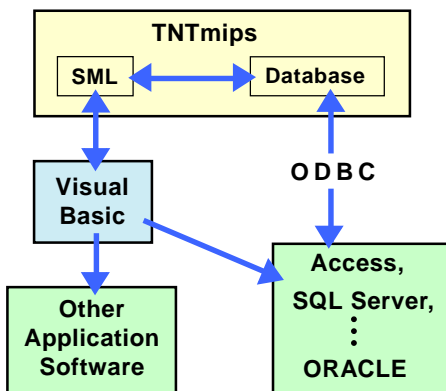 TNTmips
SML
Database
O D B C
Visual
Basic
Access,
SQL Server,
ORACLE
Other
Application
Software